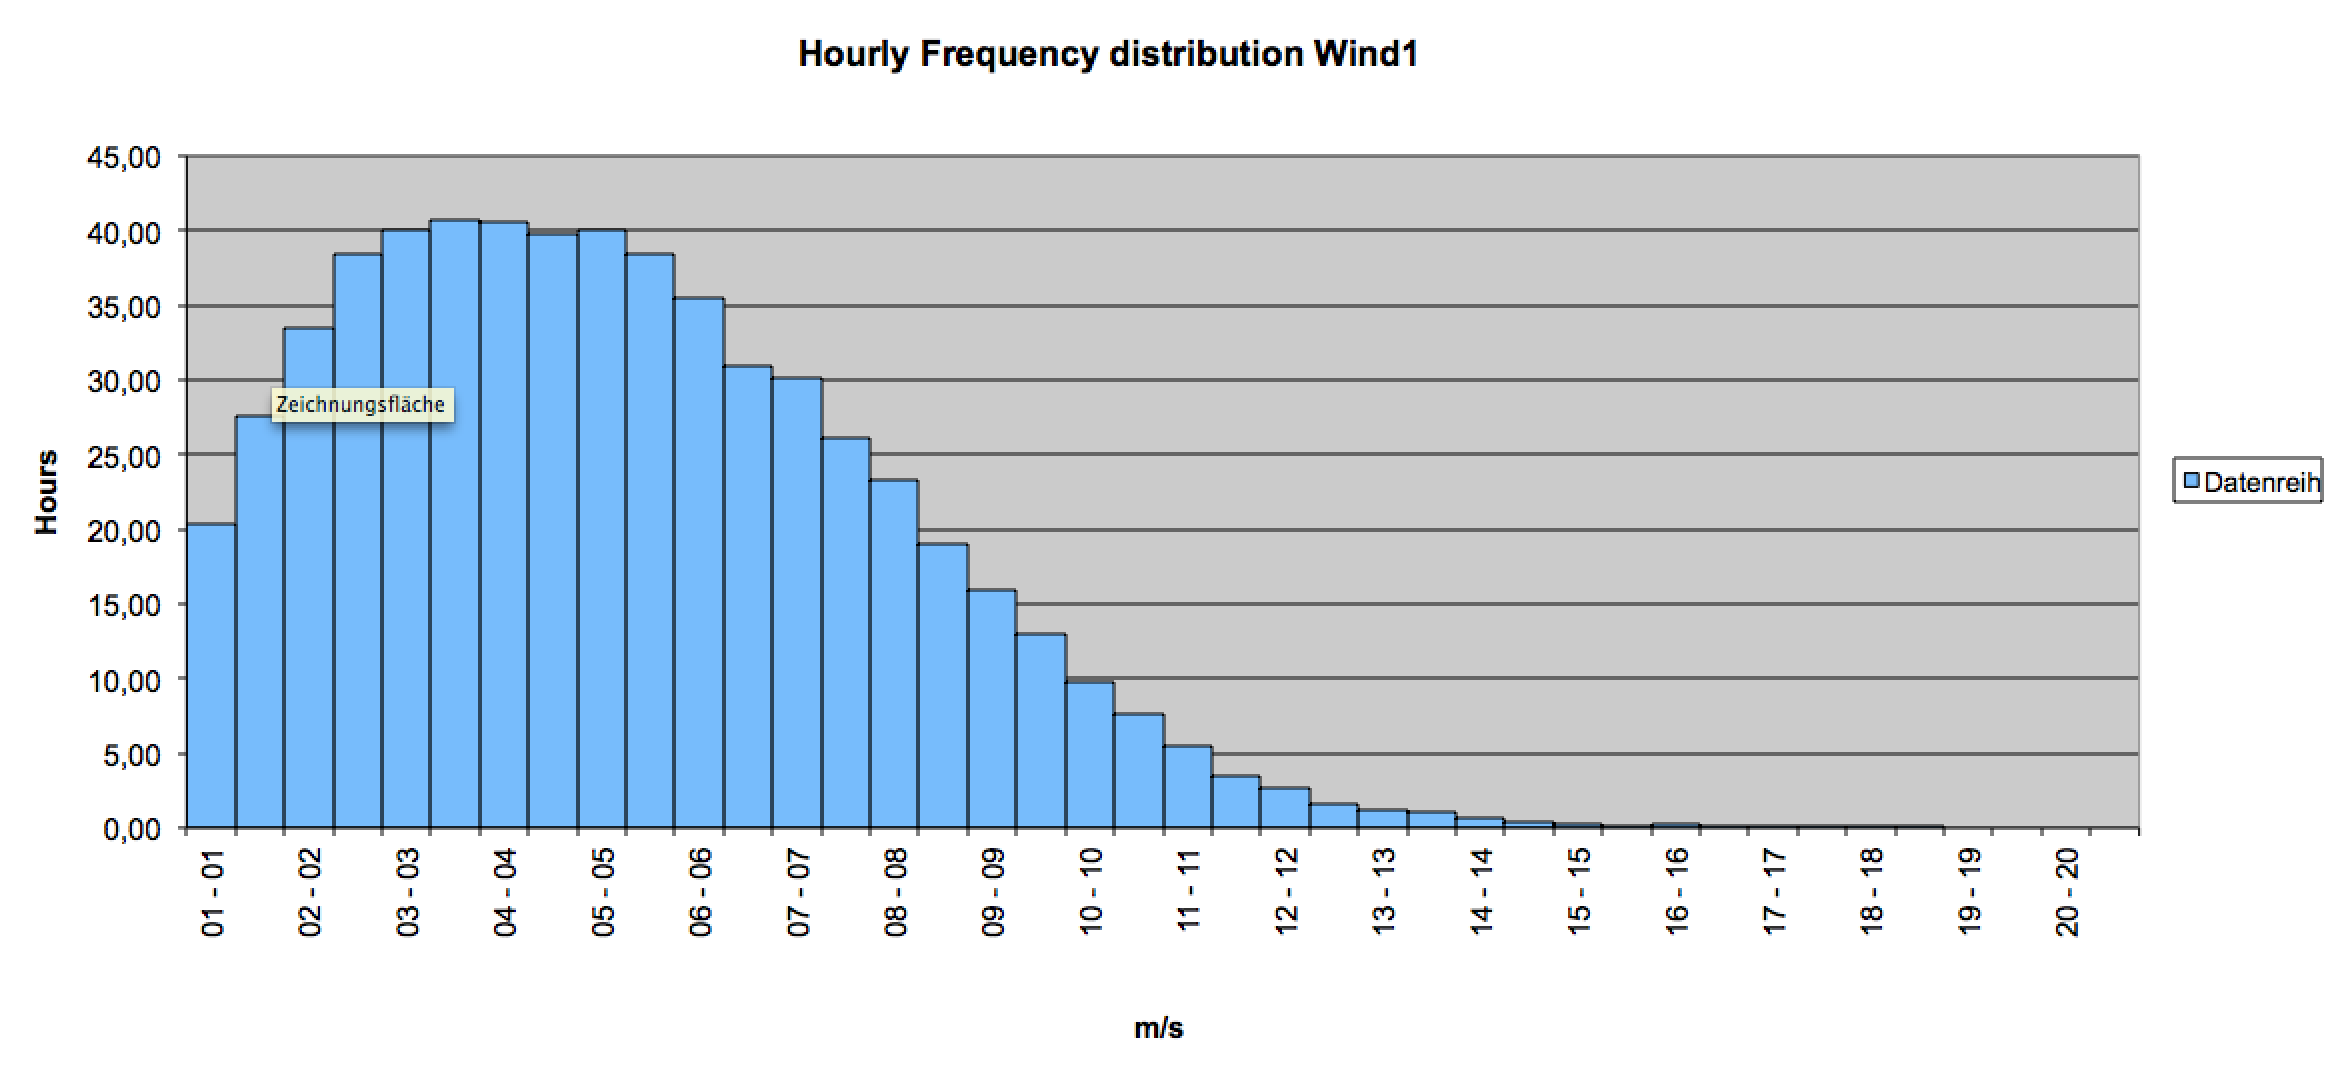 Hourly Frequency distribution Wind1
45,00
40,00
35,00
30,00
25,00
20,00
15,00
10,00
5,00
0,00
Hours
Zeichnungsfläche
Datenreih
01 - 01
02 - 02
03 - 03
04 - 04
05 - 05
06 - 06
07 - 07
08 - 08
09 - 09
10 - 10
11 - 11
12 - 12
13 - 13
14 - 14
15 - 15
16 - 16
17 - 17
18 - 18
19 - 19
20 - 20
m/s